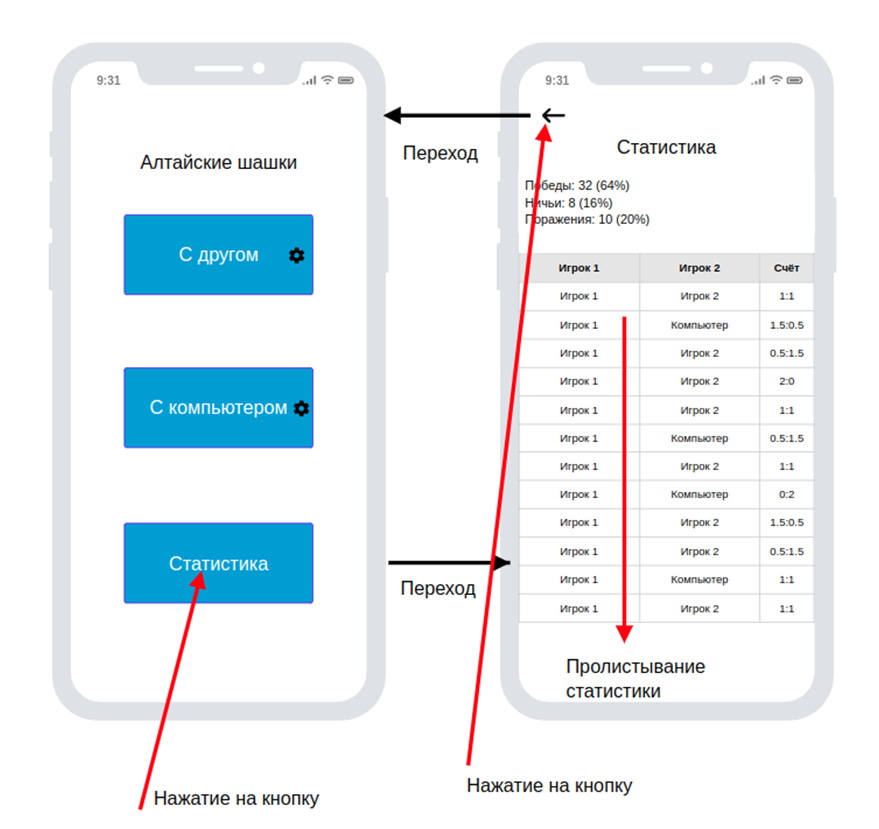 9:31
Алтайские шашки
С другом
С компьютером
Статистика
Нажатие на кнопку
Переход
Переход
9:31
Статистика
Победы: 32 (64%)
Ничьи: 8 (16%)
Поражения: 10 (20%)
Игрок 1 Игрок 2 Счёт
Игрок 1 Игрок 2 1:1
Игрок 1 Компьютер 1.5:0.5
Игрок 1 Игрок 2 0.5:1.5
Игрок 1 Игрок 2 2:0
Игрок 1 Игрок 2 1:1
Игрок 1 Компьютер 0.5:1.5
Игрок 1 Игрок 2 1:1
Игрок 1 Компьютер 0:2
Игрок 1 Игрок 2 1.5:0.5
Игрок 1 Игрок 2 0.5:1.5
Игрок 1 Компьютер 1:1
Игрок 1 Игрок 2 1:1
Пролистывание
статистики
Нажатие на кнопку